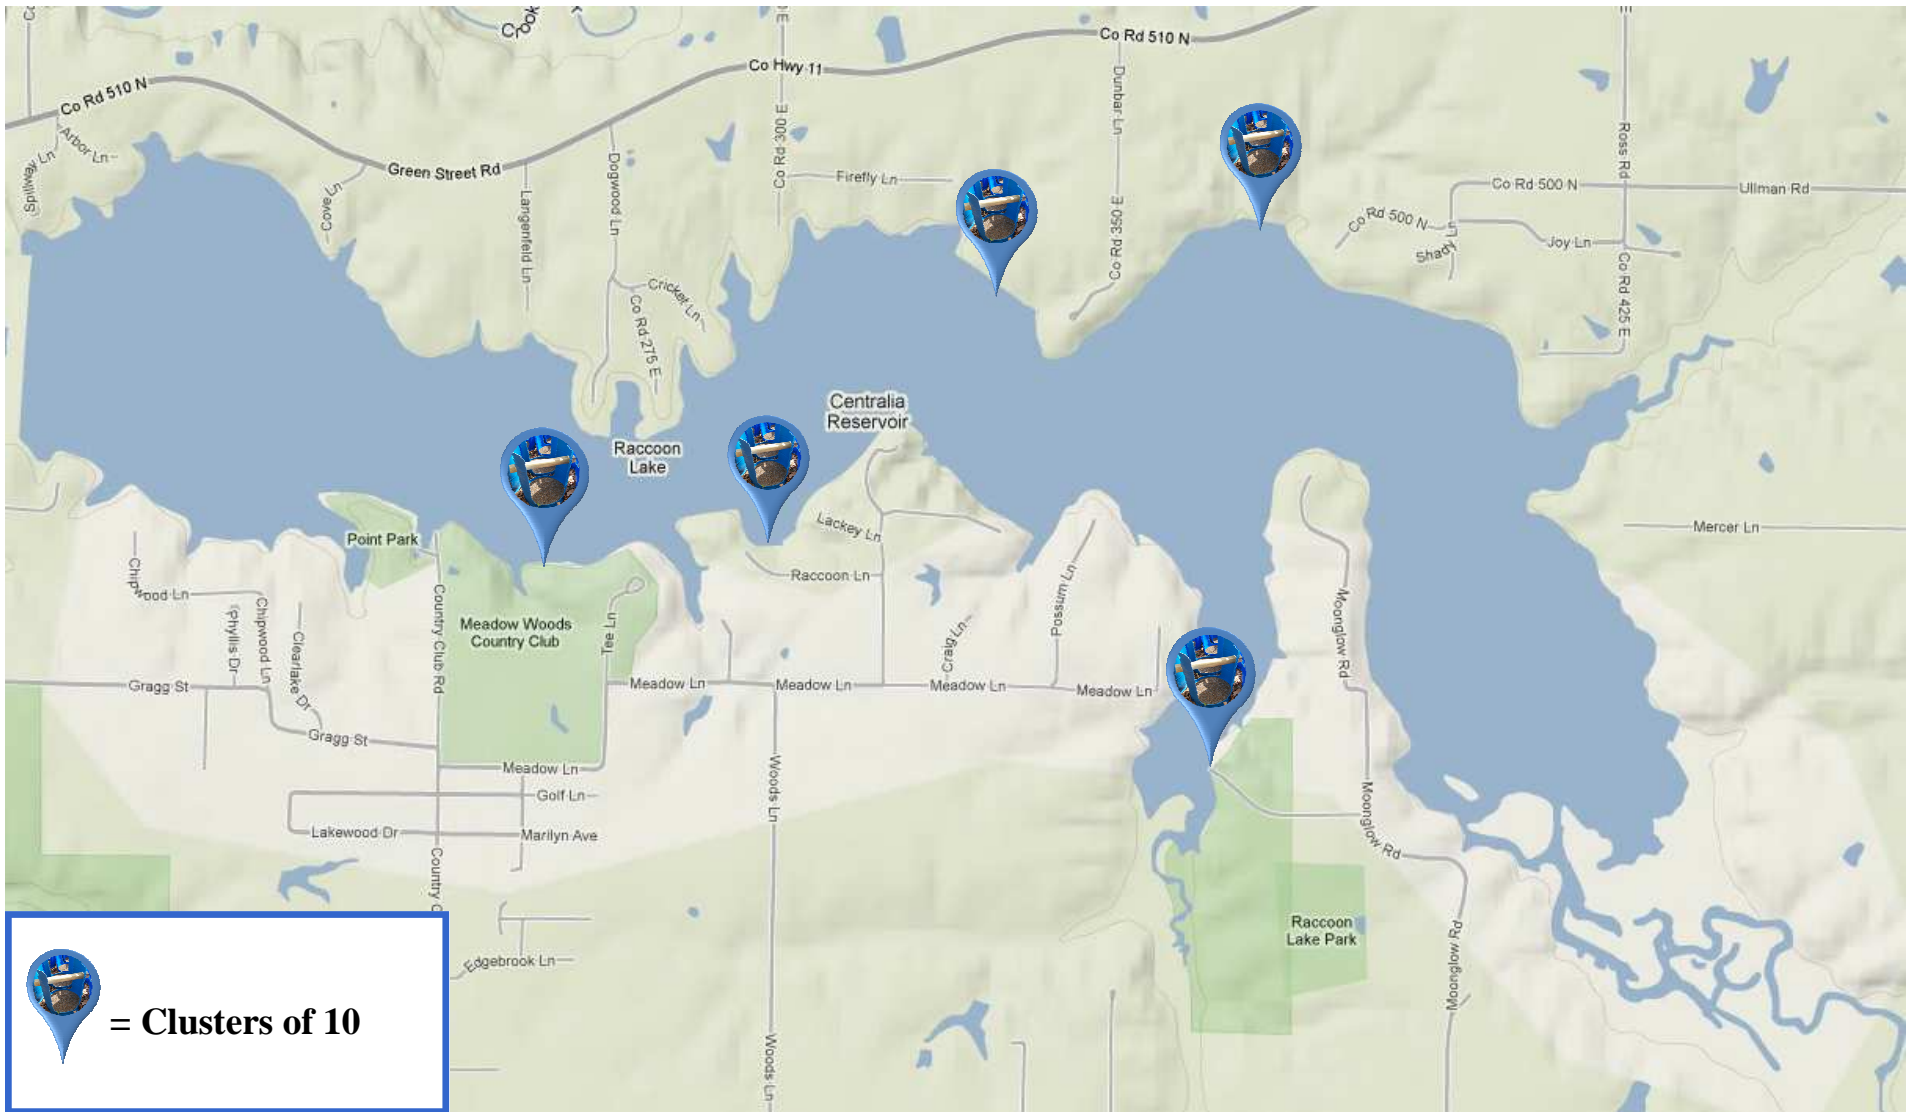 Crook
Co Rd 510 N
Co Hwy 11
Co Rd 510 N
Arbor Ln
Spillway Ln
Green Street Rd
Cove Ln
Langenfeld Ln
Dogwood Ln
Co Rd 300 E
Firefly Ln
Dunbar Ln
Co Rd 350 E
Ross Rd
Co Rd 500 N
Ullman Rd
Co Rd 500 N
Shady Ln
Joy Ln
Co Rd 425 E
Cricket Ln
Co Rd 275 E
Centralia
Reservoir
Raccoon
Lake
Point Park
Lackey Ln
Raccoon Ln
Mercer Ln
Chipwood Ln
Phyllis Dr
Chipwood Ln
Clearlake Dr
Country Club Rd
Meadow Woods
Country Club
Tee Ln
Craig Ln
Possum Ln
Moonglow Rd
Gragg St
Meadow Ln
Meadow Ln
Meadow Ln
Meadow Ln
Gragg St
Meadow Ln
Golf Ln
Lakewood Dr
Marilyn Ave
Woods Ln
Moonglow Rd
Country C
Raccoon
Lake Park
Moonglow Rd
Edgebrook Ln
Woods Ln
= Clusters of 10